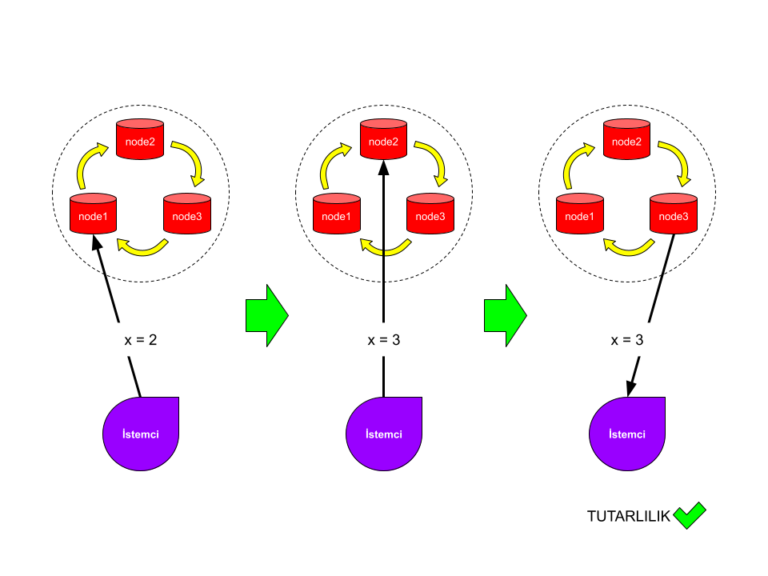 node2
node1
node3
x = 2
İstemci
node2
node1
node3
x = 3
İstemci
node2
node1
node3
x = 3
İstemci
TUTARLILIK